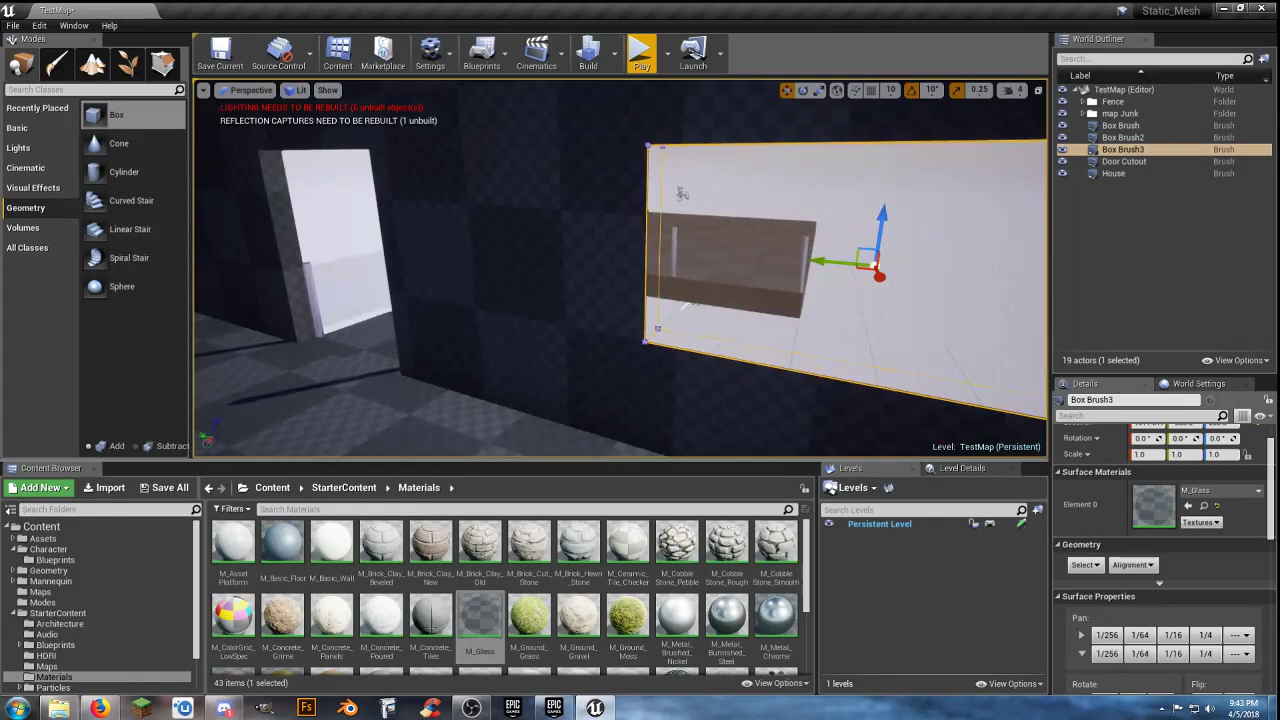 TestMap*
Static_Mesh
File Edit Window Help
Modes
Search Classes
Recently Placed
Basic
Lights
Cinematic
Visual Effects
Geometry
Volumes
All Classes
Box
Cone
Cylinder
Curved Stair
Linear Stair
Spiral Stair
Sphere
Add Subtract
Save Current Source Control Content Marketplace Settings Blueprints Cinematics Build Play Launch
Perspective Lit Show
10 10° 0.25 4
LIGHTING NEEDS TO BE REBUILT (6 unbuilt object(s))
REFLECTION CAPTURES NEED TO BE REBUILT (1 unbuilt)
Level: TestMap (Persistent)
World Outliner
Search...
Label Type
TestMap (Editor) World
Fence Folder
map Junk Folder
Box Brush Brush
Box Brush2 Brush
Box Brush3 Brush
Door Cutout Brush
House Brush
19 actors (1 selected) View Options
Details World Settings
Box Brush3
Search
Rotation 0.0° 0.0° 0.0°
Scale 1.0 1.0 1.0
Surface Materials
Element 0 M_Glass
Textures
Geometry
Select Alignment
Surface Properties
Pan:
1/256 1/64 1/16 1/4 ---
1/256 1/64 1/16 1/4 ---
Rotate: Flip:
Content Browser
Add New Import Save All Content StarterContent Materials
Search Folders
Filters Search Materials
Content
Assets
Character
Blueprints
Geometry
Mannequin
Maps
Modes
StarterContent
Architecture
Audio
Blueprints
HDRI
Maps
Materials
Particles
M_Asset Platform
M_Basic_Floor
M_Basic_Wall
M_Brick_Clay_Beveled
M_Brick_Clay_New
M_Brick_Clay_Old
M_Brick_Cut_Stone
M_Brick_Hewn_Stone
M_Ceramic_Tile_Checker
M_Cobble Stone_Pebble
M_Cobble Stone_Rough
M_Cobble Stone_Smooth
M_ColorGrid_LowSpec
M_Concrete_Grime
M_Concrete_Panels
M_Concrete_Poured
M_Concrete_Tiles
M_Glass
M_Ground_Grass
M_Ground_Gravel
M_Ground_Moss
M_Metal_Brushed_Nickel
M_Metal_Burnished_Steel
M_Metal_Chrome
43 items (1 selected) View Options
Levels Level Details
Levels
Search Levels
Persistent Level
1 levels View Options
Fs
EPIC GAMES
EPIC GAMES
9:43 PM
4/5/2018